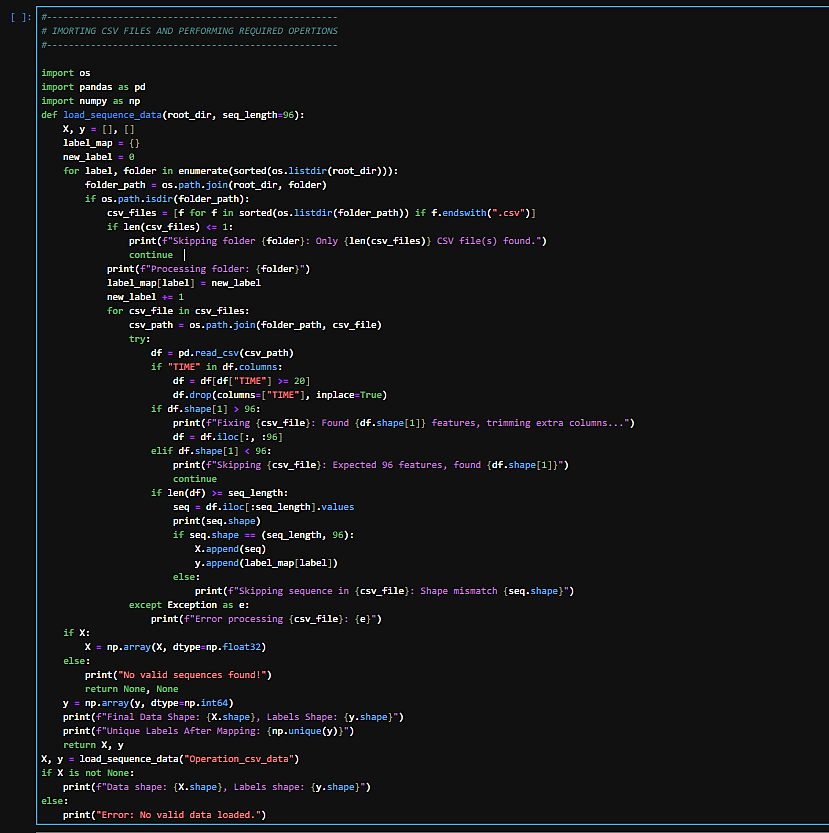 [ ]:
#-----------------------------------------------------
# IMORTING CSV FILES AND PERFORMING REQUIRED OPERTIONS
#-----------------------------------------------------

import os
import pandas as pd
import numpy as np
def load_sequence_data(root_dir, seq_length=96):
    X, y = [], []
    label_map = {}
    new_label = 0
    for label, folder in enumerate(sorted(os.listdir(root_dir))):
        folder_path = os.path.join(root_dir, folder)
        if os.path.isdir(folder_path):
            csv_files = [f for f in sorted(os.listdir(folder_path)) if f.endswith(".csv")]
            if len(csv_files) <= 1:
                print(f"Skipping folder {folder}: Only {len(csv_files)} CSV file(s) found.")
                continue
            print(f"Processing folder: {folder}")
            label_map[label] = new_label
            new_label += 1
            for csv_file in csv_files:
                csv_path = os.path.join(folder_path, csv_file)
                try:
                    df = pd.read_csv(csv_path)
                    if "TIME" in df.columns:
                        df = df[df["TIME"] >= 20]
                        df.drop(columns=["TIME"], inplace=True)
                    if df.shape[1] > 96:
                        print(f"Fixing {csv_file}: Found {df.shape[1]} features, trimming extra columns...")
                        df = df.iloc[:, :96]
                    elif df.shape[1] < 96:
                        print(f"Skipping {csv_file}: Expected 96 features, found {df.shape[1]}")
                        continue
                    if len(df) >= seq_length:
                        seq = df.iloc[:seq_length].values
                        print(seq.shape)
                        if seq.shape == (seq_length, 96):
                            X.append(seq)
                            y.append(label_map[label])
                        else:
                            print(f"Skipping sequence in {csv_file}: Shape mismatch {seq.shape}")
                except Exception as e:
                    print(f"Error processing {csv_file}: {e}")
    if X:
        X = np.array(X, dtype=np.float32)
    else:
        print("No valid sequences found!")
        return None, None
    y = np.array(y, dtype=np.int64)
    print(f"Final Data Shape: {X.shape}, Labels Shape: {y.shape}")
    print(f"Unique Labels After Mapping: {np.unique(y)}")
    return X, y
X, y = load_sequence_data("Operation_csv_data")
if X is not None:
    print(f"Data shape: {X.shape}, Labels shape: {y.shape}")
else:
    print("Error: No valid data loaded.")